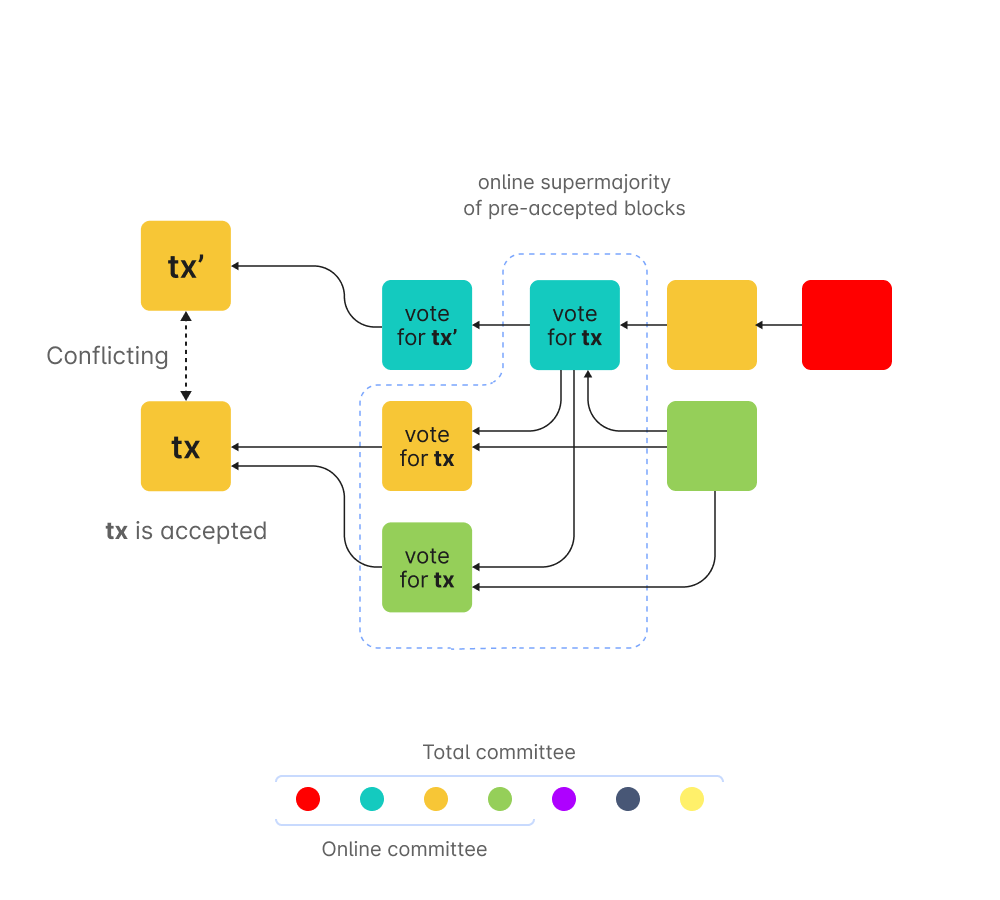 online supermajority
of pre-accepted blocks
tx’
vote
for tx’
vote
for tx
Conflicting
tx
vote
for tx
tx is accepted
vote
for tx
Total committee
Online committee